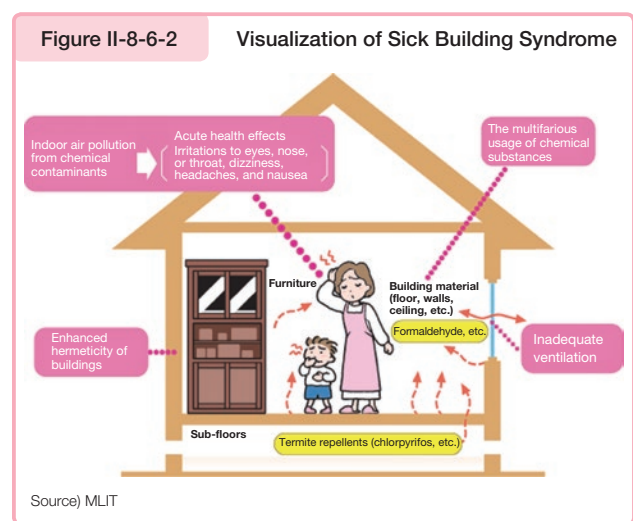 Figure II-8-6-2
Visualization of Sick Building Syndrome
Indoor air pollution
from chemical
contaminants
Acute health effects
Irritations to eyes, nose,
or throat, dizziness,
headaches, and nausea
The multifarious
usage of chemical
substances
Furniture
Building material
(floor, walls,
ceiling, etc.)
Formaldehyde, etc.
Enhanced
hermeticity of
buildings
Inadequate
ventilation
Sub-floors
Termite repellents (chlorpyrifos, etc.)
Source) MLIT